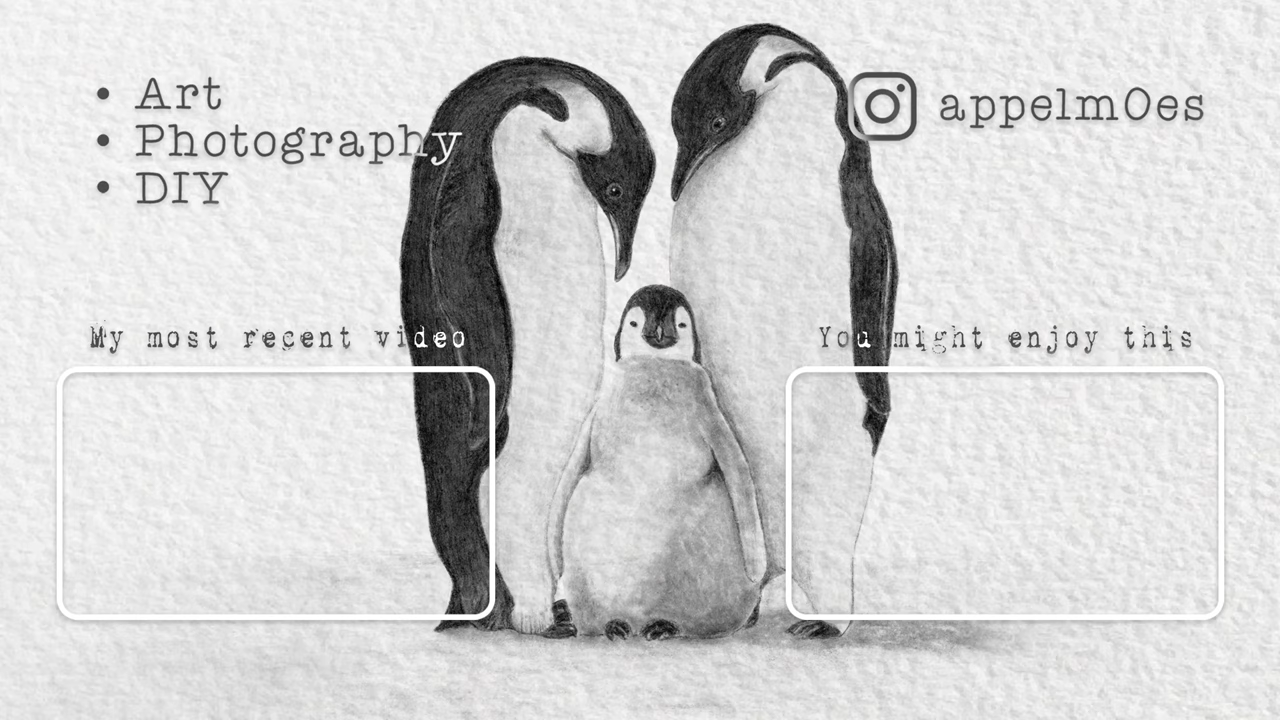 • Art
• Photography
• DIY
appelm0es
My most recent video
You might enjoy this